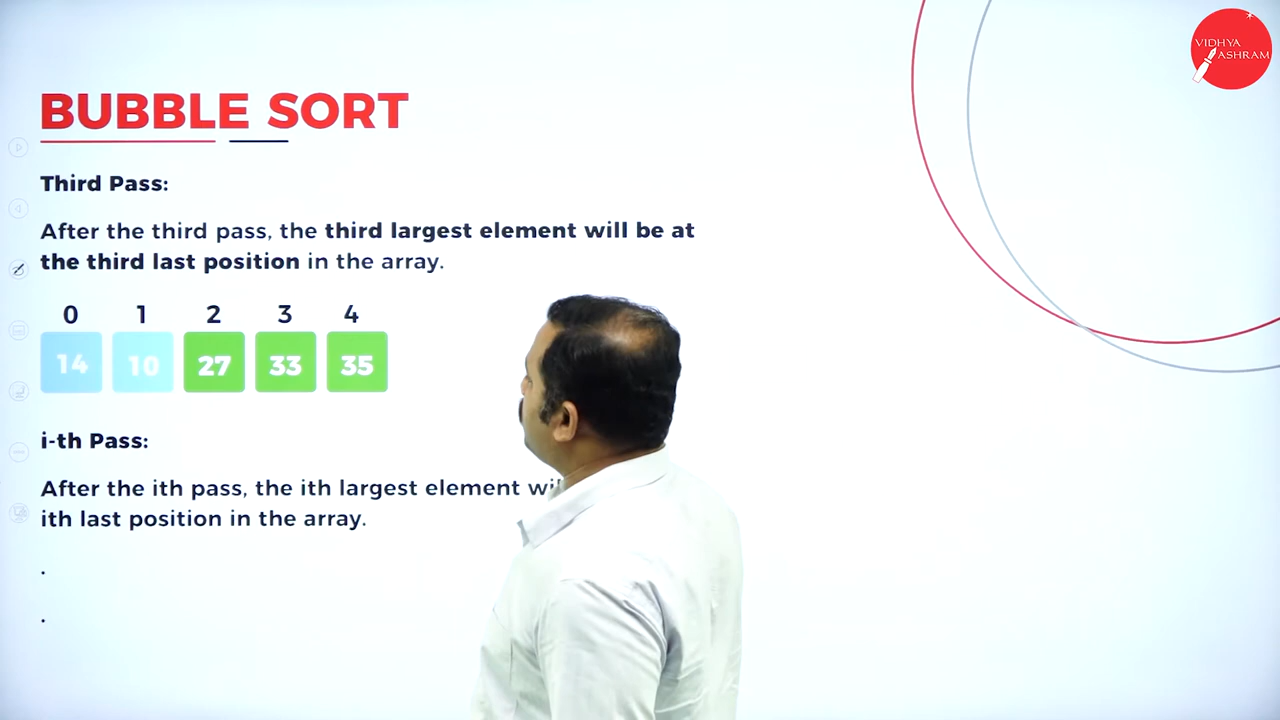 VIDHYA
ASHRAM
BUBBLE SORT
Third Pass:
After the third pass, the third largest element will be at
the third last position in the array.
0 1 2 3 4
14 10 27 33 35
i-th Pass:
After the ith pass, the ith largest element
ith last position in the array.
.
.